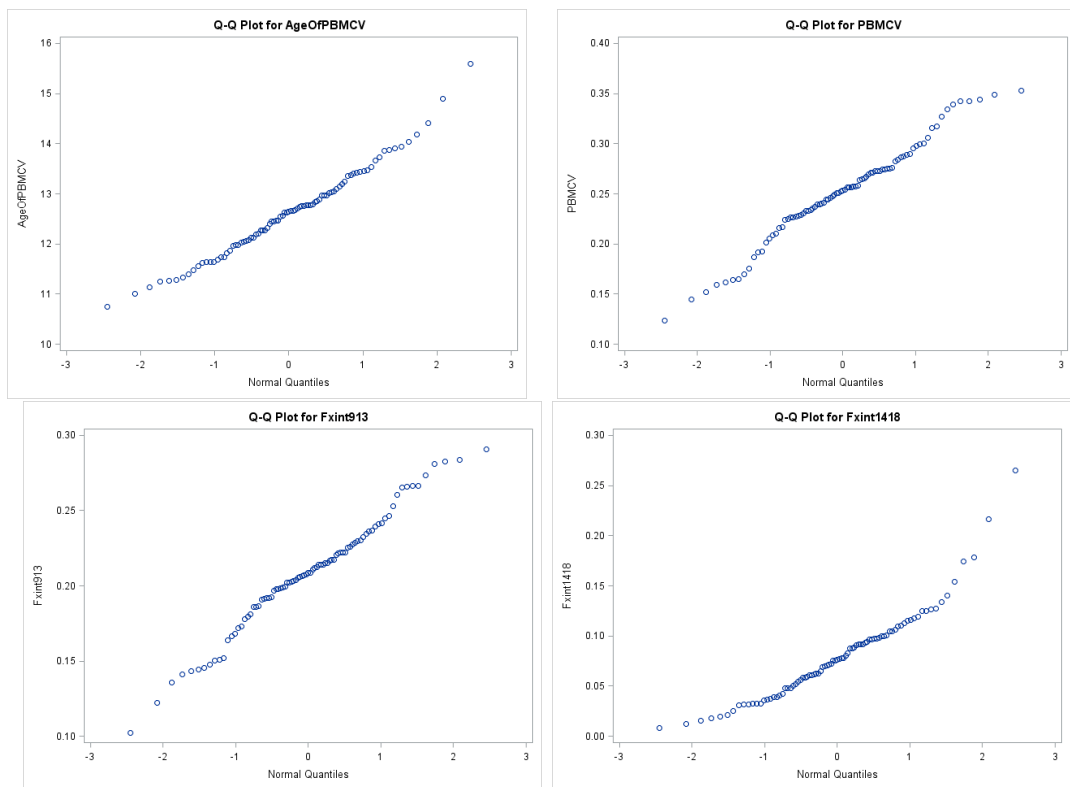 Q-Q Plot for AgeOfPBMCV
16
15
14
13
12
11
10
AgeOfPBMCV
-3 -2 -1 0 1 2 3
Normal Quantiles
Q-Q Plot for PBMCV
0.40
0.35
0.30
0.25
0.20
0.15
0.10
PBMCV
-3 -2 -1 0 1 2 3
Normal Quantiles
Q-Q Plot for Fxint913
0.30
0.25
0.20
0.15
0.10
Fxint913
-3 -2 -1 0 1 2 3
Normal Quantiles
Q-Q Plot for Fxint1418
0.30
0.25
0.20
0.15
0.10
0.05
0.00
Fxint1418
-3 -2 -1 0 1 2 3
Normal Quantiles